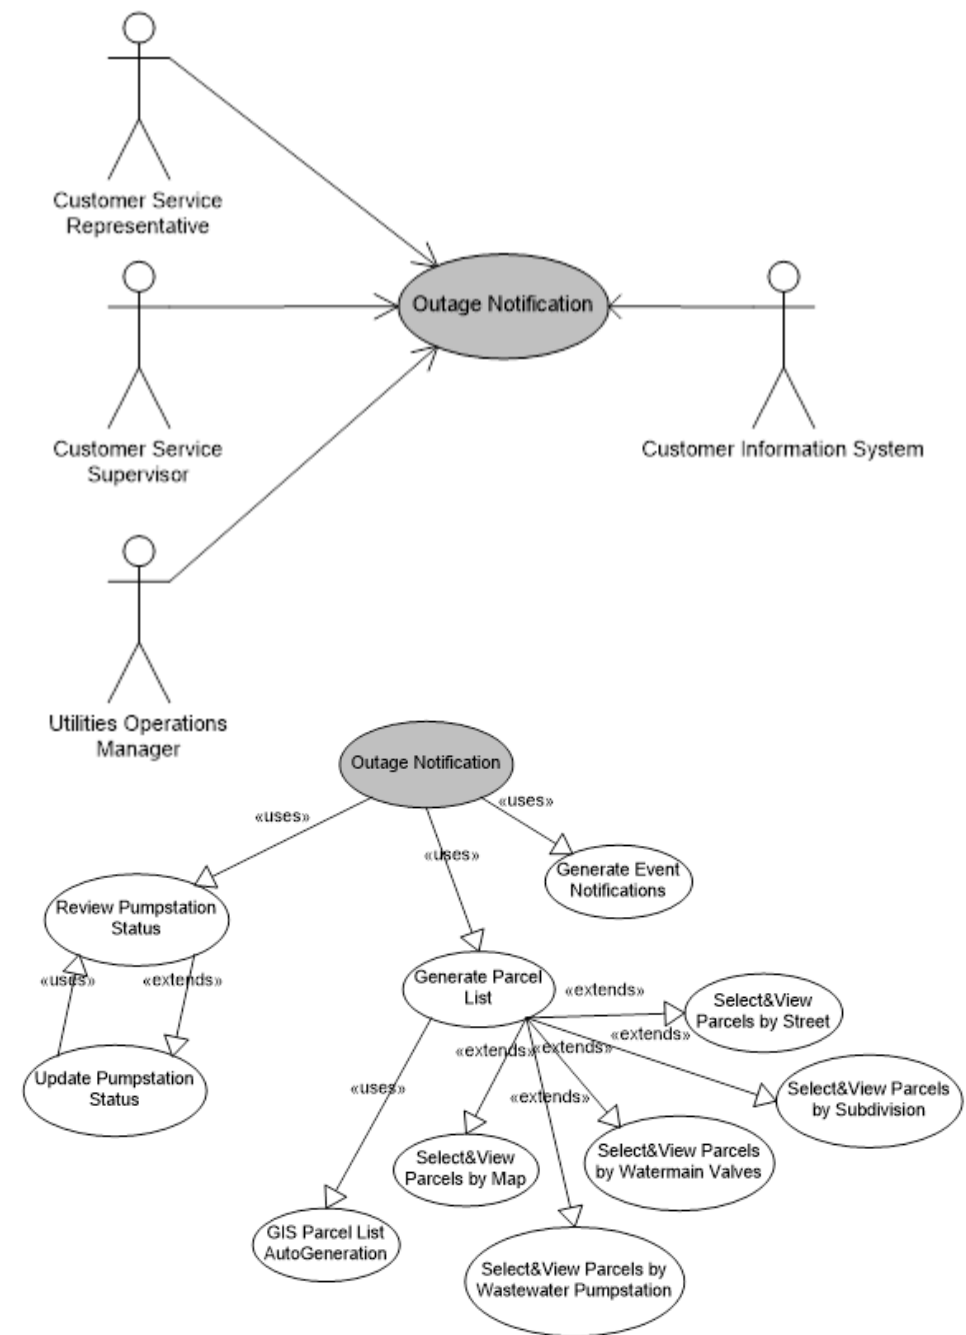 Customer Service
Representative
Outage Notification
Customer Service
Supervisor
Customer Information System
Utilities Operations
Manager
Outage Notification
«uses»
«uses»
«uses»
Generate Event
Notifications
Review Pumpstation
Status
«uses»
«extends»
Update Pumpstation
Status
Generate Parcel
List
«extends»
Select&View
Parcels by Street
«extends»
«extends»
«extends»
«uses»
«extends»
Select&View Parcels
by Subdivision
Select&View
Parcels by Map
Select&View Parcels
by Watermain Valves
GIS Parcel List
AutoGeneration
Select&View Parcels by
Wastewater Pumpstation